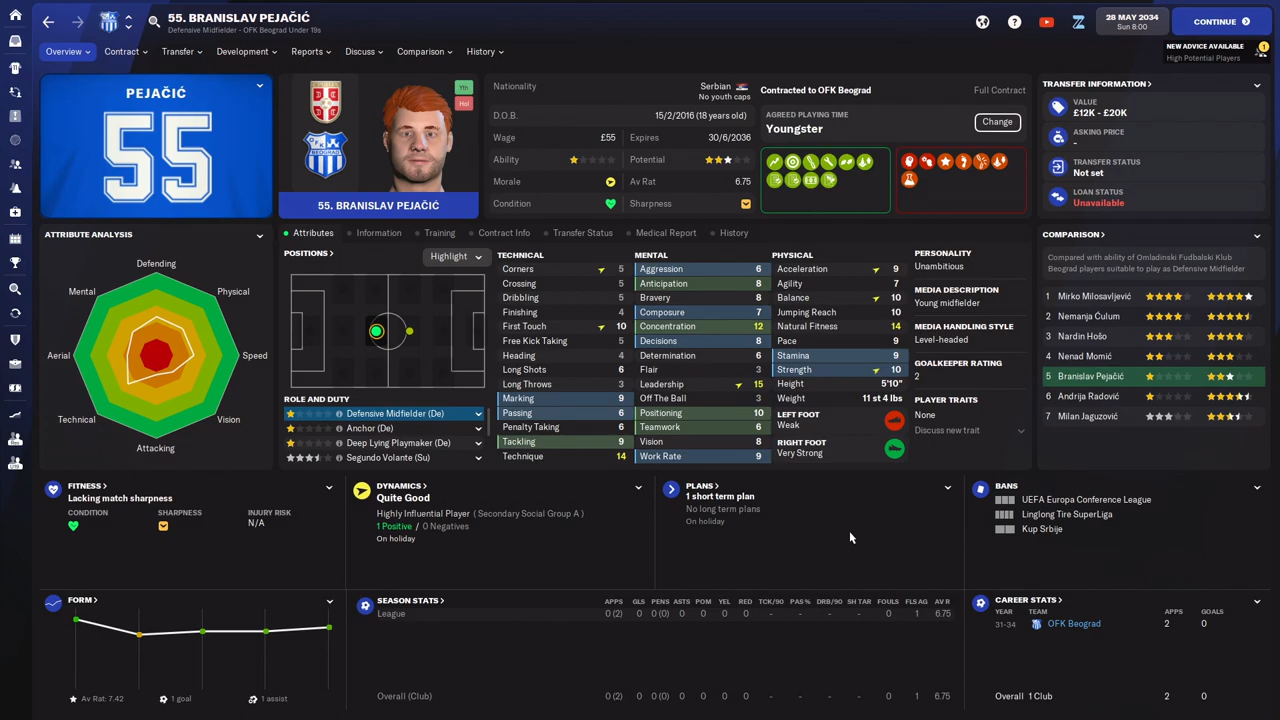 55. BRANISLAV PEJAČIĆ
Defensive Midfielder - OFK Beograd Under 19s
28 MAY 2034
Sun 8:00
CONTINUE
Overview
Contract
Transfer
Development
Reports
Discuss
Comparison
History
NEW ADVICE AVAILABLE
High Potential Players
1
PEJAČIĆ
55
BEOGRAD
Yth
Hol
55. BRANISLAV PEJAČIĆ
Nationality Serbian
No youth caps
D.O.B. 15/2/2016 (18 years old)
Wage £55 Expires 30/6/2036
Ability Potential
Morale Av Rat 6.75
Condition Sharpness
Contracted to OFK Beograd Full Contract
AGREED PLAYING TIME
Youngster
Change
TRANSFER INFORMATION
VALUE
£12K - £20K
ASKING PRICE
-
TRANSFER STATUS
Not set
LOAN STATUS
Unavailable
ATTRIBUTE ANALYSIS
Defending
Physical
Speed
Vision
Attacking
Technical
Aerial
Mental
Attributes
Information
Training
Contract Info
Transfer Status
Medical Report
History
POSITIONS
Highlight
ROLE AND DUTY
Defensive Midfielder (De)
Anchor (De)
Deep Lying Playmaker (De)
Segundo Volante (Su)
TECHNICAL
Corners 5
Crossing 5
Dribbling 5
Finishing 4
First Touch 10
Free Kick Taking 5
Heading 4
Long Shots 6
Long Throws 3
Marking 9
Passing 6
Penalty Taking 6
Tackling 9
Technique 14
MENTAL
Aggression 6
Anticipation 8
Bravery 8
Composure 7
Concentration 12
Decisions 8
Determination 6
Flair 3
Leadership 15
Off The Ball 3
Positioning 10
Teamwork 6
Vision 8
Work Rate 9
PHYSICAL
Acceleration 9
Agility 7
Balance 10
Jumping Reach 10
Natural Fitness 14
Pace 9
Stamina 9
Strength 10
Height 5'10"
Weight 11 st 4 lbs
LEFT FOOT
Weak
RIGHT FOOT
Very Strong
PERSONALITY
Unambitious
MEDIA DESCRIPTION
Young midfielder
MEDIA HANDLING STYLE
Level-headed
GOALKEEPER RATING
2
PLAYER TRAITS
None
Discuss new trait
COMPARISON
Compared with ability of Omladinski Fudbalski Klub
Beograd players suitable to play as Defensive Midfielder
1 Mirko Milosavljević
2 Nemanja Ćulum
3 Nardin Hošo
4 Nenad Momić
5 Branislav Pejačić
6 Andrija Radović
7 Milan Jaguzović
FITNESS
Lacking match sharpness
CONDITION
SHARPNESS
INJURY RISK
N/A
DYNAMICS
Quite Good
Highly Influential Player ( Secondary Social Group A )
1 Positive / 0 Negatives
On holiday
PLANS
1 short term plan
No long term plans
On holiday
BANS
UEFA Europa Conference League
Linglong Tire SuperLiga
Kup Srbije
FORM
Av Rat: 7.42
1 goal
1 assist
SEASON STATS
APPS GLS PENS ASTS POM YEL RED TCK/90 PAS % DRB/90 SH TAR FOULS FLS AG AV R
League 0 (2) 0 0 (0) 0 0 0 0 - - - - 0 1 6.75
Overall (Club) 0 (2) 0 0 (0) 0 0 0 0 - - - - 0 1 6.75
CAREER STATS
YEAR TEAM APPS GOALS
31-34 OFK Beograd 2 0
Overall 1 Club 2 0